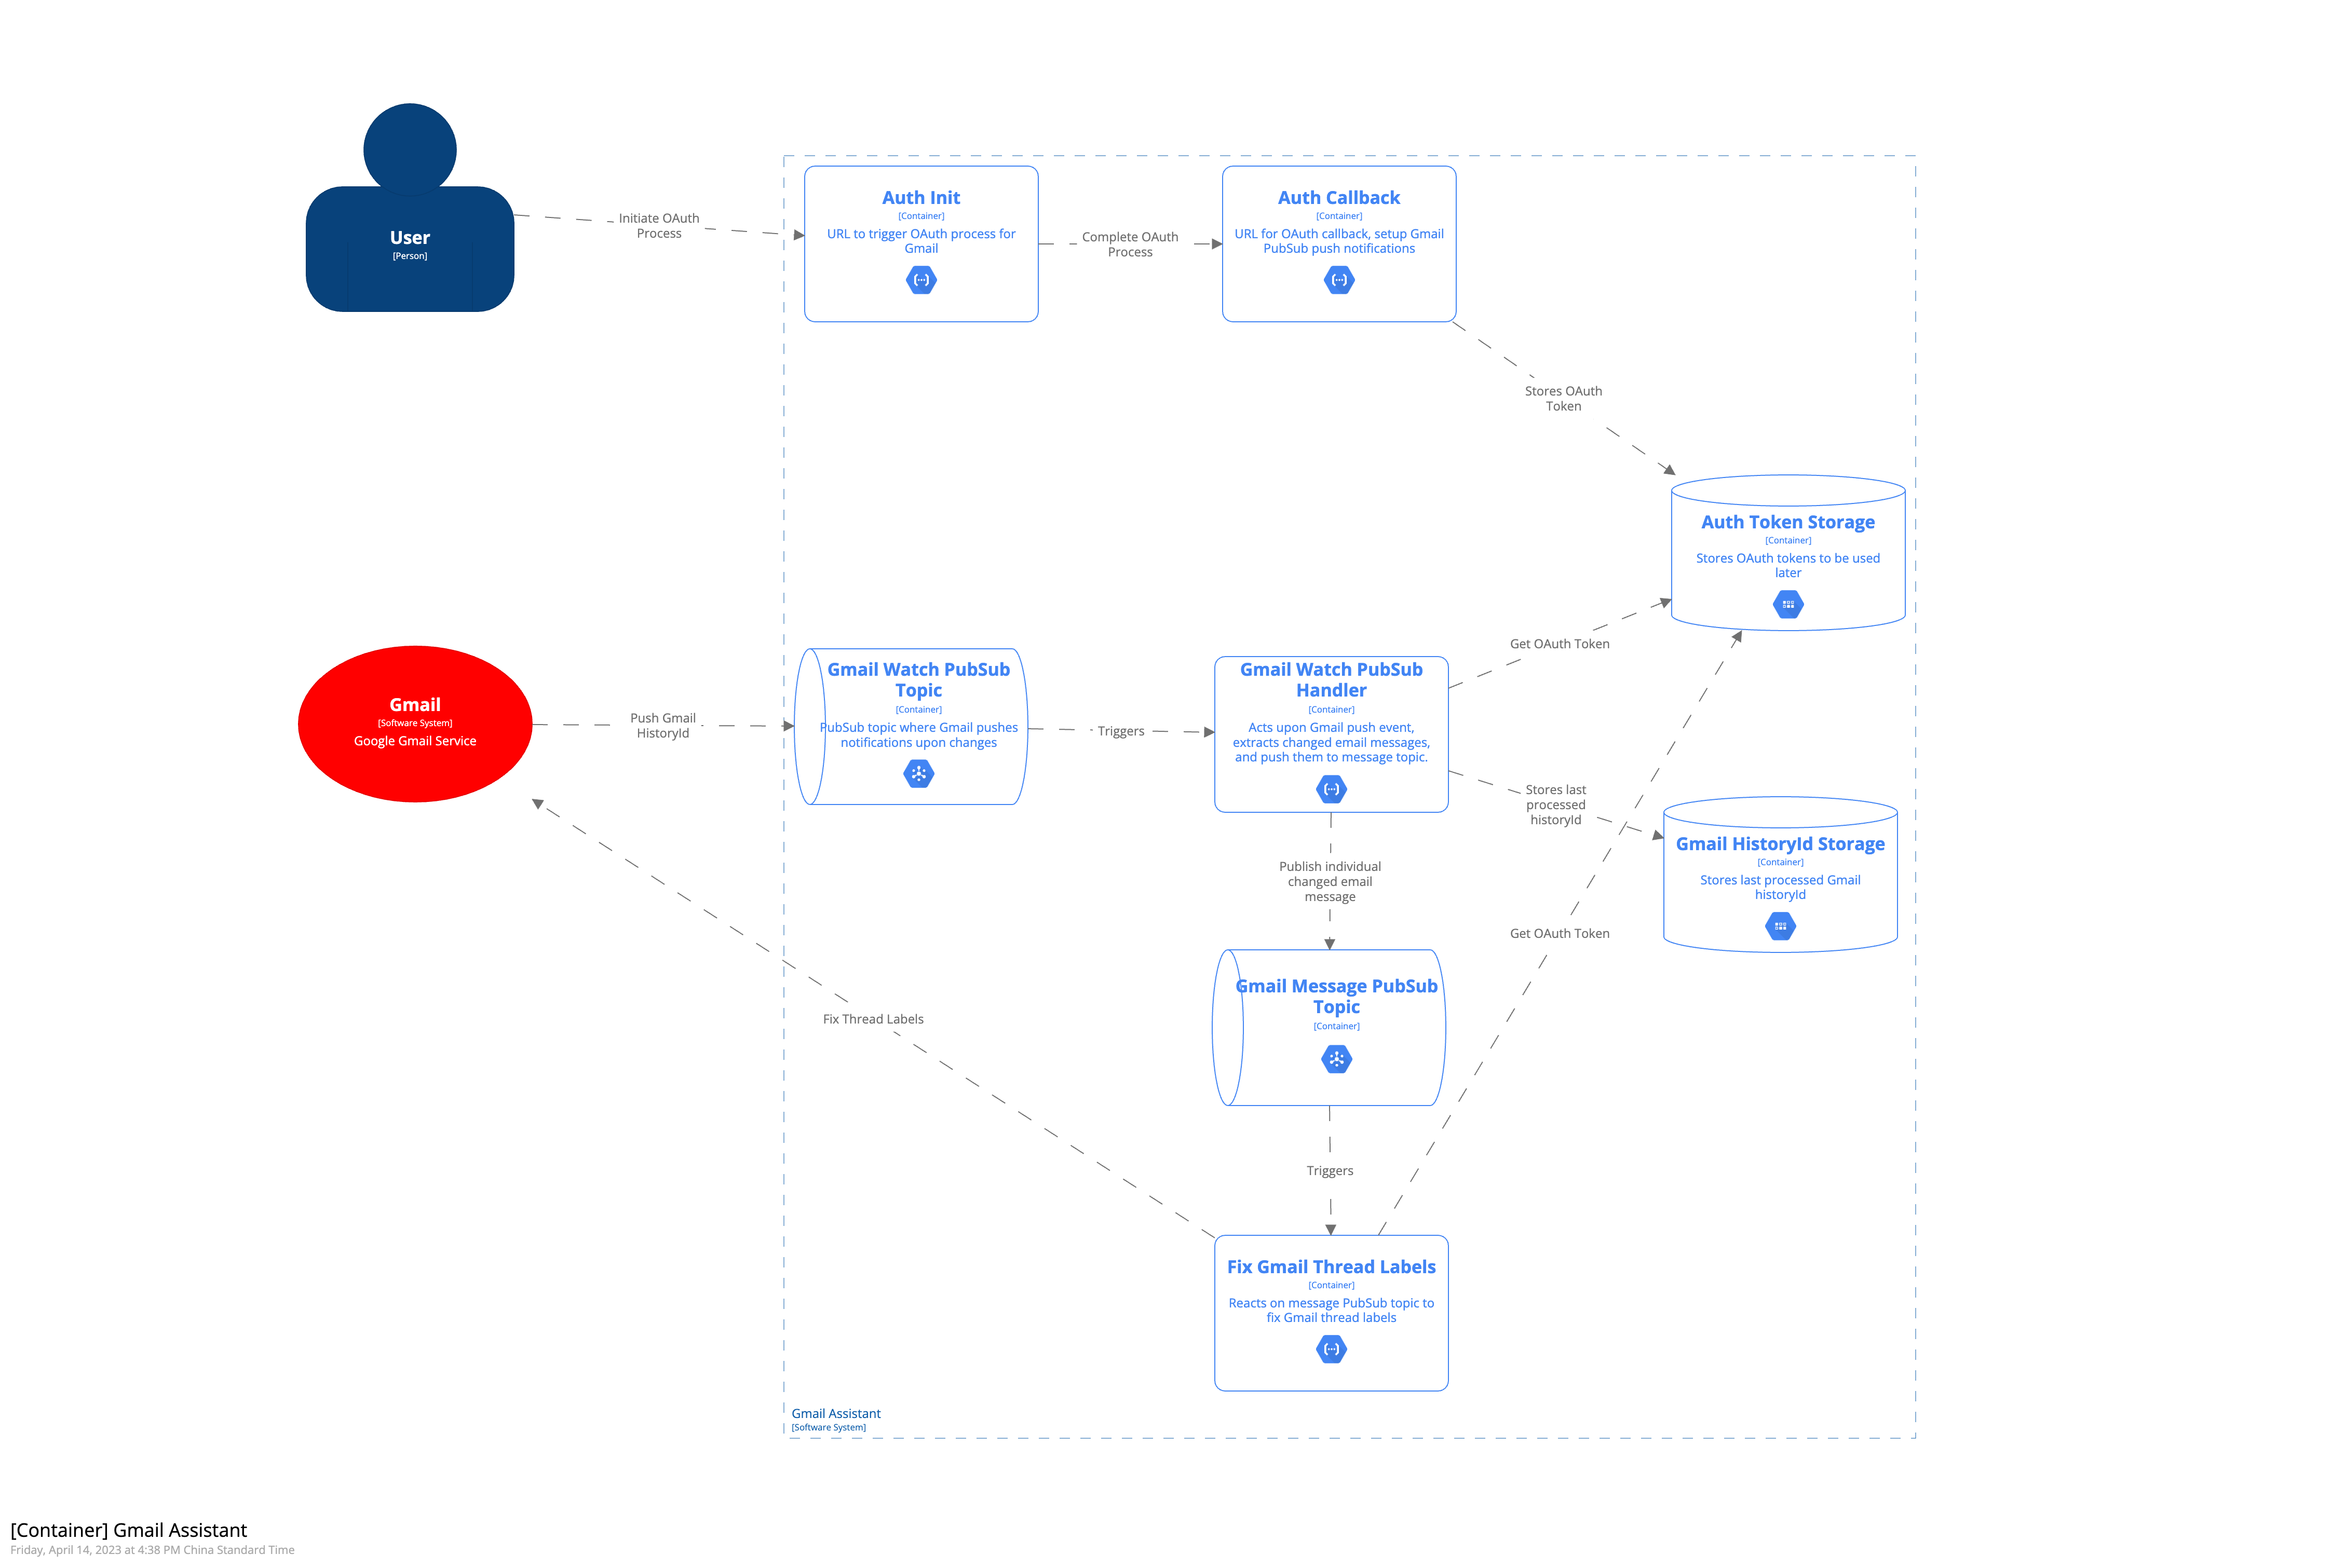 User
[Person]
Initiate OAuth
Process
Auth Init
[Container]
URL to trigger OAuth process for
Gmail
Complete OAuth
Process
Auth Callback
[Container]
URL for OAuth callback, setup Gmail
PubSub push notifications
Stores OAuth
Token
Auth Token Storage
[Container]
Stores OAuth tokens to be used
later
Gmail
[Software System]
Google Gmail Service
Push Gmail
HistoryId
Gmail Watch PubSub
Topic
[Container]
PubSub topic where Gmail pushes
notifications upon changes
Triggers
Gmail Watch PubSub
Handler
[Container]
Acts upon Gmail push event,
extracts changed email messages,
and push them to message topic.
Get OAuth Token
Stores last
processed
historyId
Gmail HistoryId Storage
[Container]
Stores last processed Gmail
historyId
Publish individual
changed email
message
Get OAuth Token
Gmail Message PubSub
Topic
[Container]
Fix Thread Labels
Triggers
Fix Gmail Thread Labels
[Container]
Reacts on message PubSub topic to
fix Gmail thread labels
Gmail Assistant
[Software System]
[Container] Gmail Assistant
Friday, April 14, 2023 at 4:38 PM China Standard Time